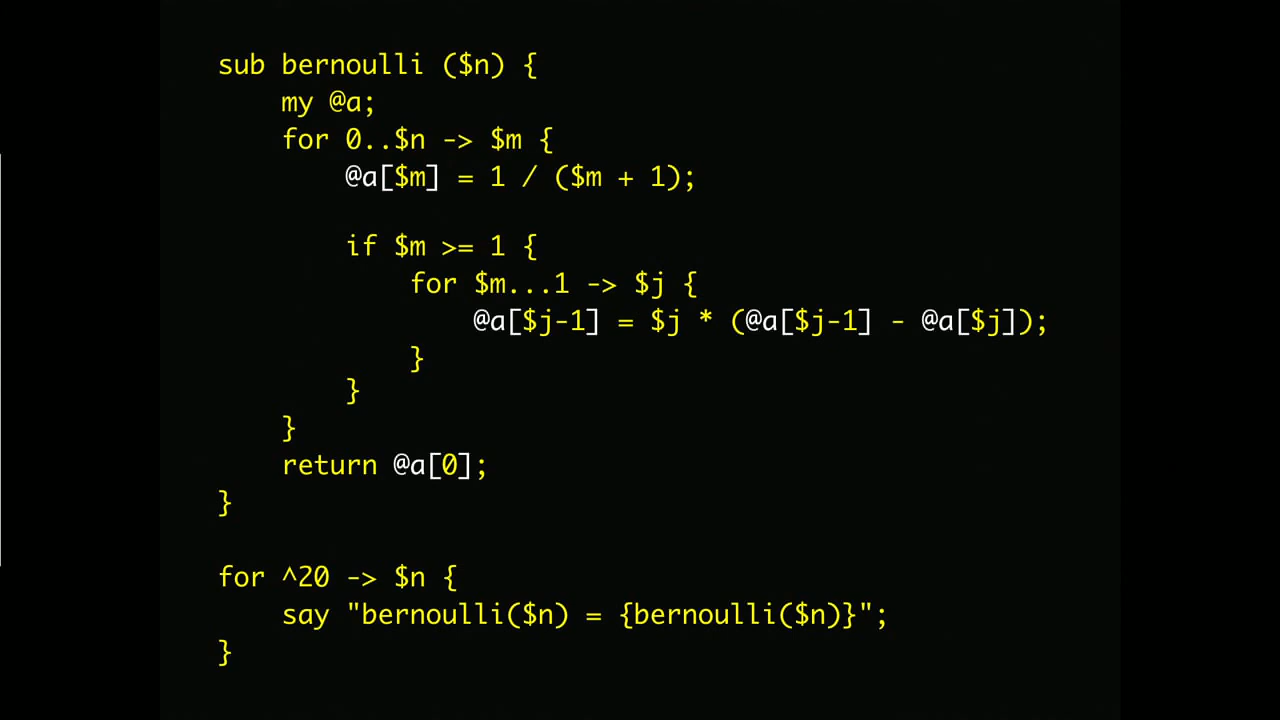 sub bernoulli ($n) {
    my @a;
    for 0..$n -> $m {
        @a[$m] = 1 / ($m + 1);

        if $m >= 1 {
            for $m...1 -> $j {
                @a[$j-1] = $j * (@a[$j-1] - @a[$j]);
            }
        }
    }
    return @a[0];
}

for ^20 -> $n {
    say "bernoulli($n) = {bernoulli($n)}";
}